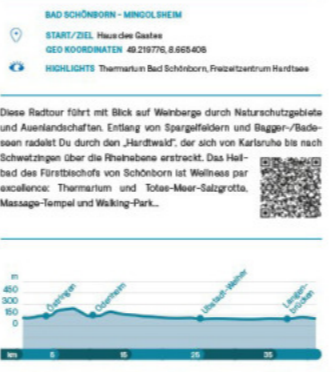 BAD SCHÖNBORN - MINGOLSHEIM
START/ZIEL Haus des Gastes
GEO KOORDINATEN 49.219776, 8.665408
HIGHLIGHTS Thermarium Bad Schönborn, Freizeitzentrum Hardtsee
Diese Radtour führt mit Blick auf Weinberge durch Naturschutzgebiete
und Auenlandschaften. Entlang von Spargelfeldern und Bagger-/Bade-
seen radelst Du durch den „Hardtwald“, der sich von Karlsruhe bis nach
Schwetzingen über die Rheinebene erstreckt. Das Heil-
bad des Fürstbischofs von Schönborn ist Wellness par
excellence: Thermarium und Totes-Meer-Salzgrotte,
Massage-Tempel und Walking-Park...
m
450
300
150
0
Östringen
Odenheim
Ubstadt-Weiher
Langen-
brücken
km 5 15 25 35